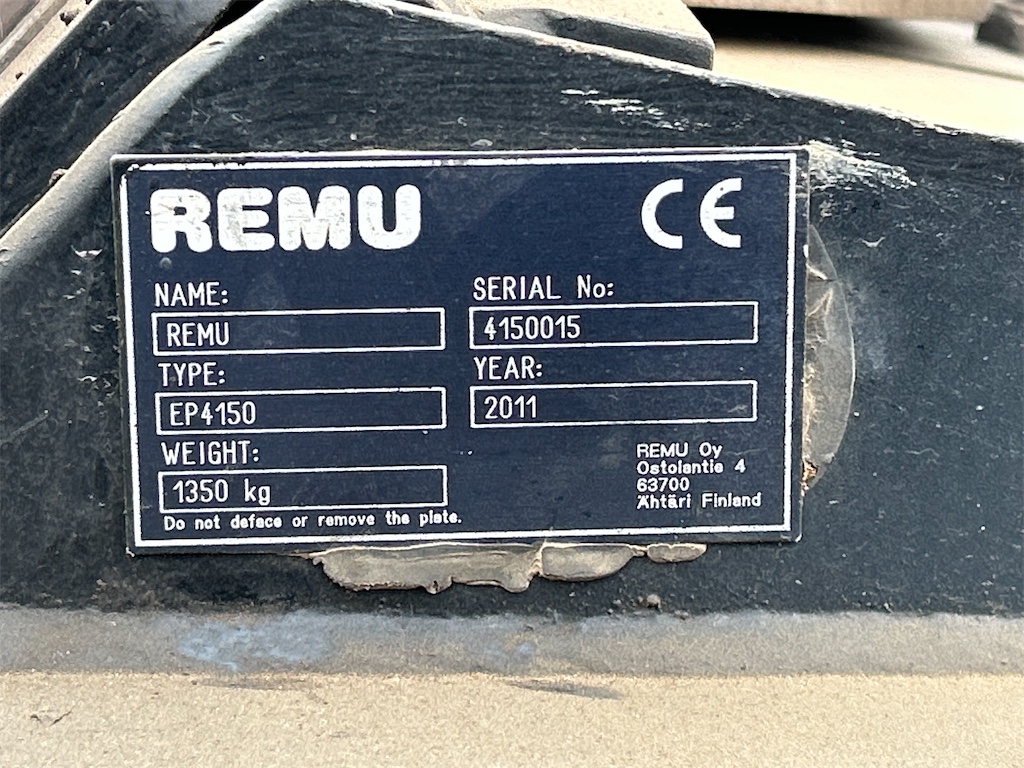 REMU CE
NAME:
REMU
SERIAL No:
4150015
TYPE:
EP4150
YEAR:
2011
WEIGHT:
1350 kg
REMU Oy
Ostolantie 4
63700
Ähtäri Finland
Do not deface or remove the plate.